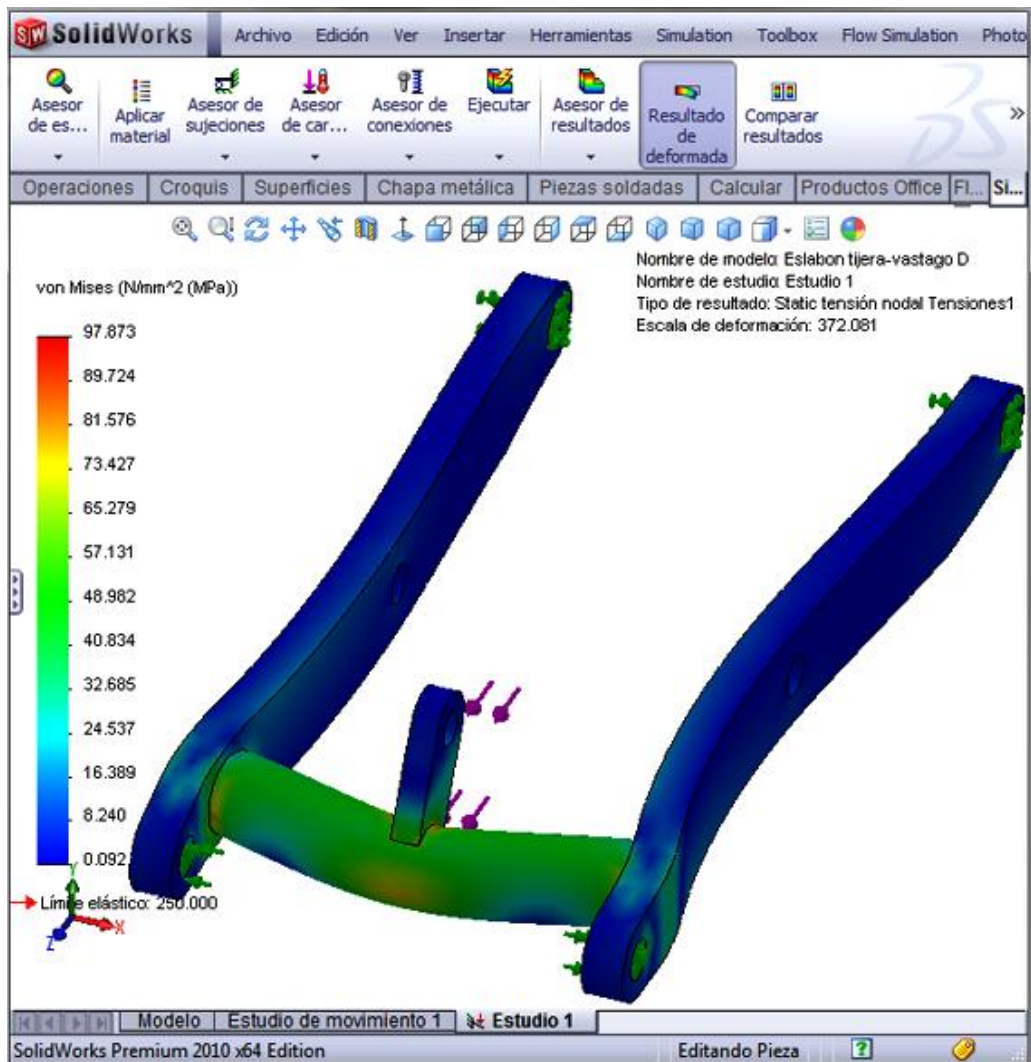 SolidWorks Archivo Edición Ver Insertar Herramientas Simulation Toolbox Flow Simulation Photo
Asesor de es...
Aplicar material
Asesor de sujeciones
Asesor de car...
Asesor de conexiones
Ejecutar
Asesor de resultados
Resultado de deformada
Comparar resultados
»
Operaciones Croquis Superficies Chapa metálica Piezas soldadas Calcular Productos Office Fl... Si...
Nombre de modelo: Eslabon tijera-vastago D
Nombre de estudio: Estudio 1
Tipo de resultado: Static tensión nodal Tensiones1
Escala de deformación: 372.081
von Mises (N/mm^2 (MPa))
97.873
89.724
81.576
73.427
65.279
57.131
48.982
40.834
32.685
24.537
16.389
8.240
0.092
Límite elástico: 250.000
Y
X
Z
Modelo Estudio de movimiento 1 Estudio 1
SolidWorks Premium 2010 x64 Edition Editando Pieza ?